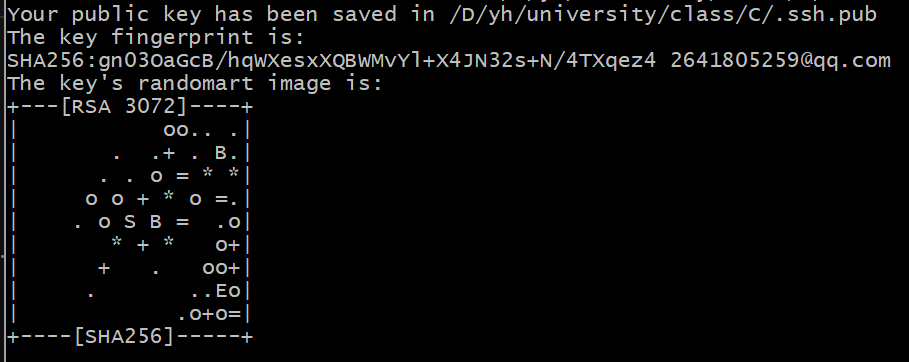 Your public key has been saved in /D/yh/university/class/C/.ssh.pub
The key fingerprint is:
SHA256:gn03OaGcB/hqWXesxXQBWMvYl+X4JN32s+N/4TXqez4 2641805259@qq.com
The key's randomart image is:
+---[RSA 3072]----+
|           oo.. .|
|       .  .+ . B.|
|      . . o = * *|
|     o o + * o =.|
|    . o S B =  .o|
|       * + *   o+|
|      +   .   oo+|
|     .       ..Eo|
|            .o+o=|
+----[SHA256]-----+